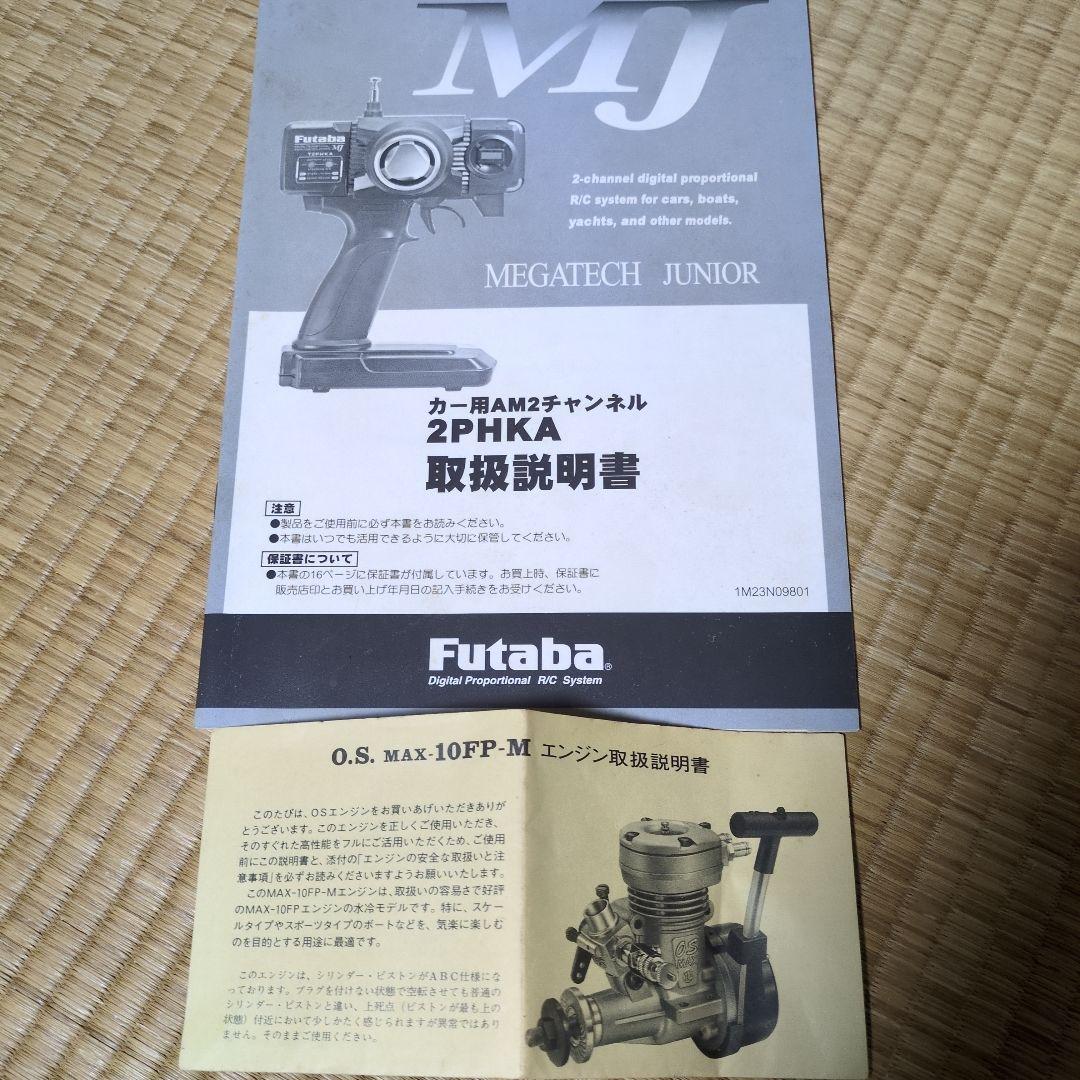 MJ
Futaba
MJ
T2PHKA
2-channel digital proportional
R/C system for cars, boats,
yachts, and other models.
MEGATECH JUNIOR
カー用AM2チャンネル
2PHKA
取扱説明書
注意
●製品をご使用前に必ず本書をお読みください。
●本書はいつでも活用できるように大切に保管してください。
保証書について
●本書の16ページに保証書が付属しています。お買上時、保証書に
販売店印とお買い上げ年月日の記入手続きをお受けください。
1M23N09801
Futaba®
Digital Proportional R/C System
O.S. MAX-10FP-M エンジン取扱説明書
このたびは、OSエンジンをお買いあげいただきありが
とうございます。このエンジンを正しくご使用いただき、
そのすぐれた高性能をフルにご活用いただくため、ご使用
前にこの説明書と、添付の「エンジンの安全な取扱いと注
意事項」を必ずお読みくださいますようお願いいたします。
このMAX-10FP-Mエンジンは、取扱いの容易さで好評
のMAX-10FPエンジンの水冷モデルです。特に、スケー
ルタイプやスポーツタイプのボートなどを、気楽に楽しむ
のを目的とする用途に最適です。
このエンジンは、シリンダー・ピストンがABC仕様にな
っております。プラグを付けない状態で空転させても普通の
シリンダー・ピストンと違い、上死点（ピストンが最も上の
状態）付近において少しかたく感じられますが異常ではあり
ません。そのままご使用ください。
O.S.
MAX
10